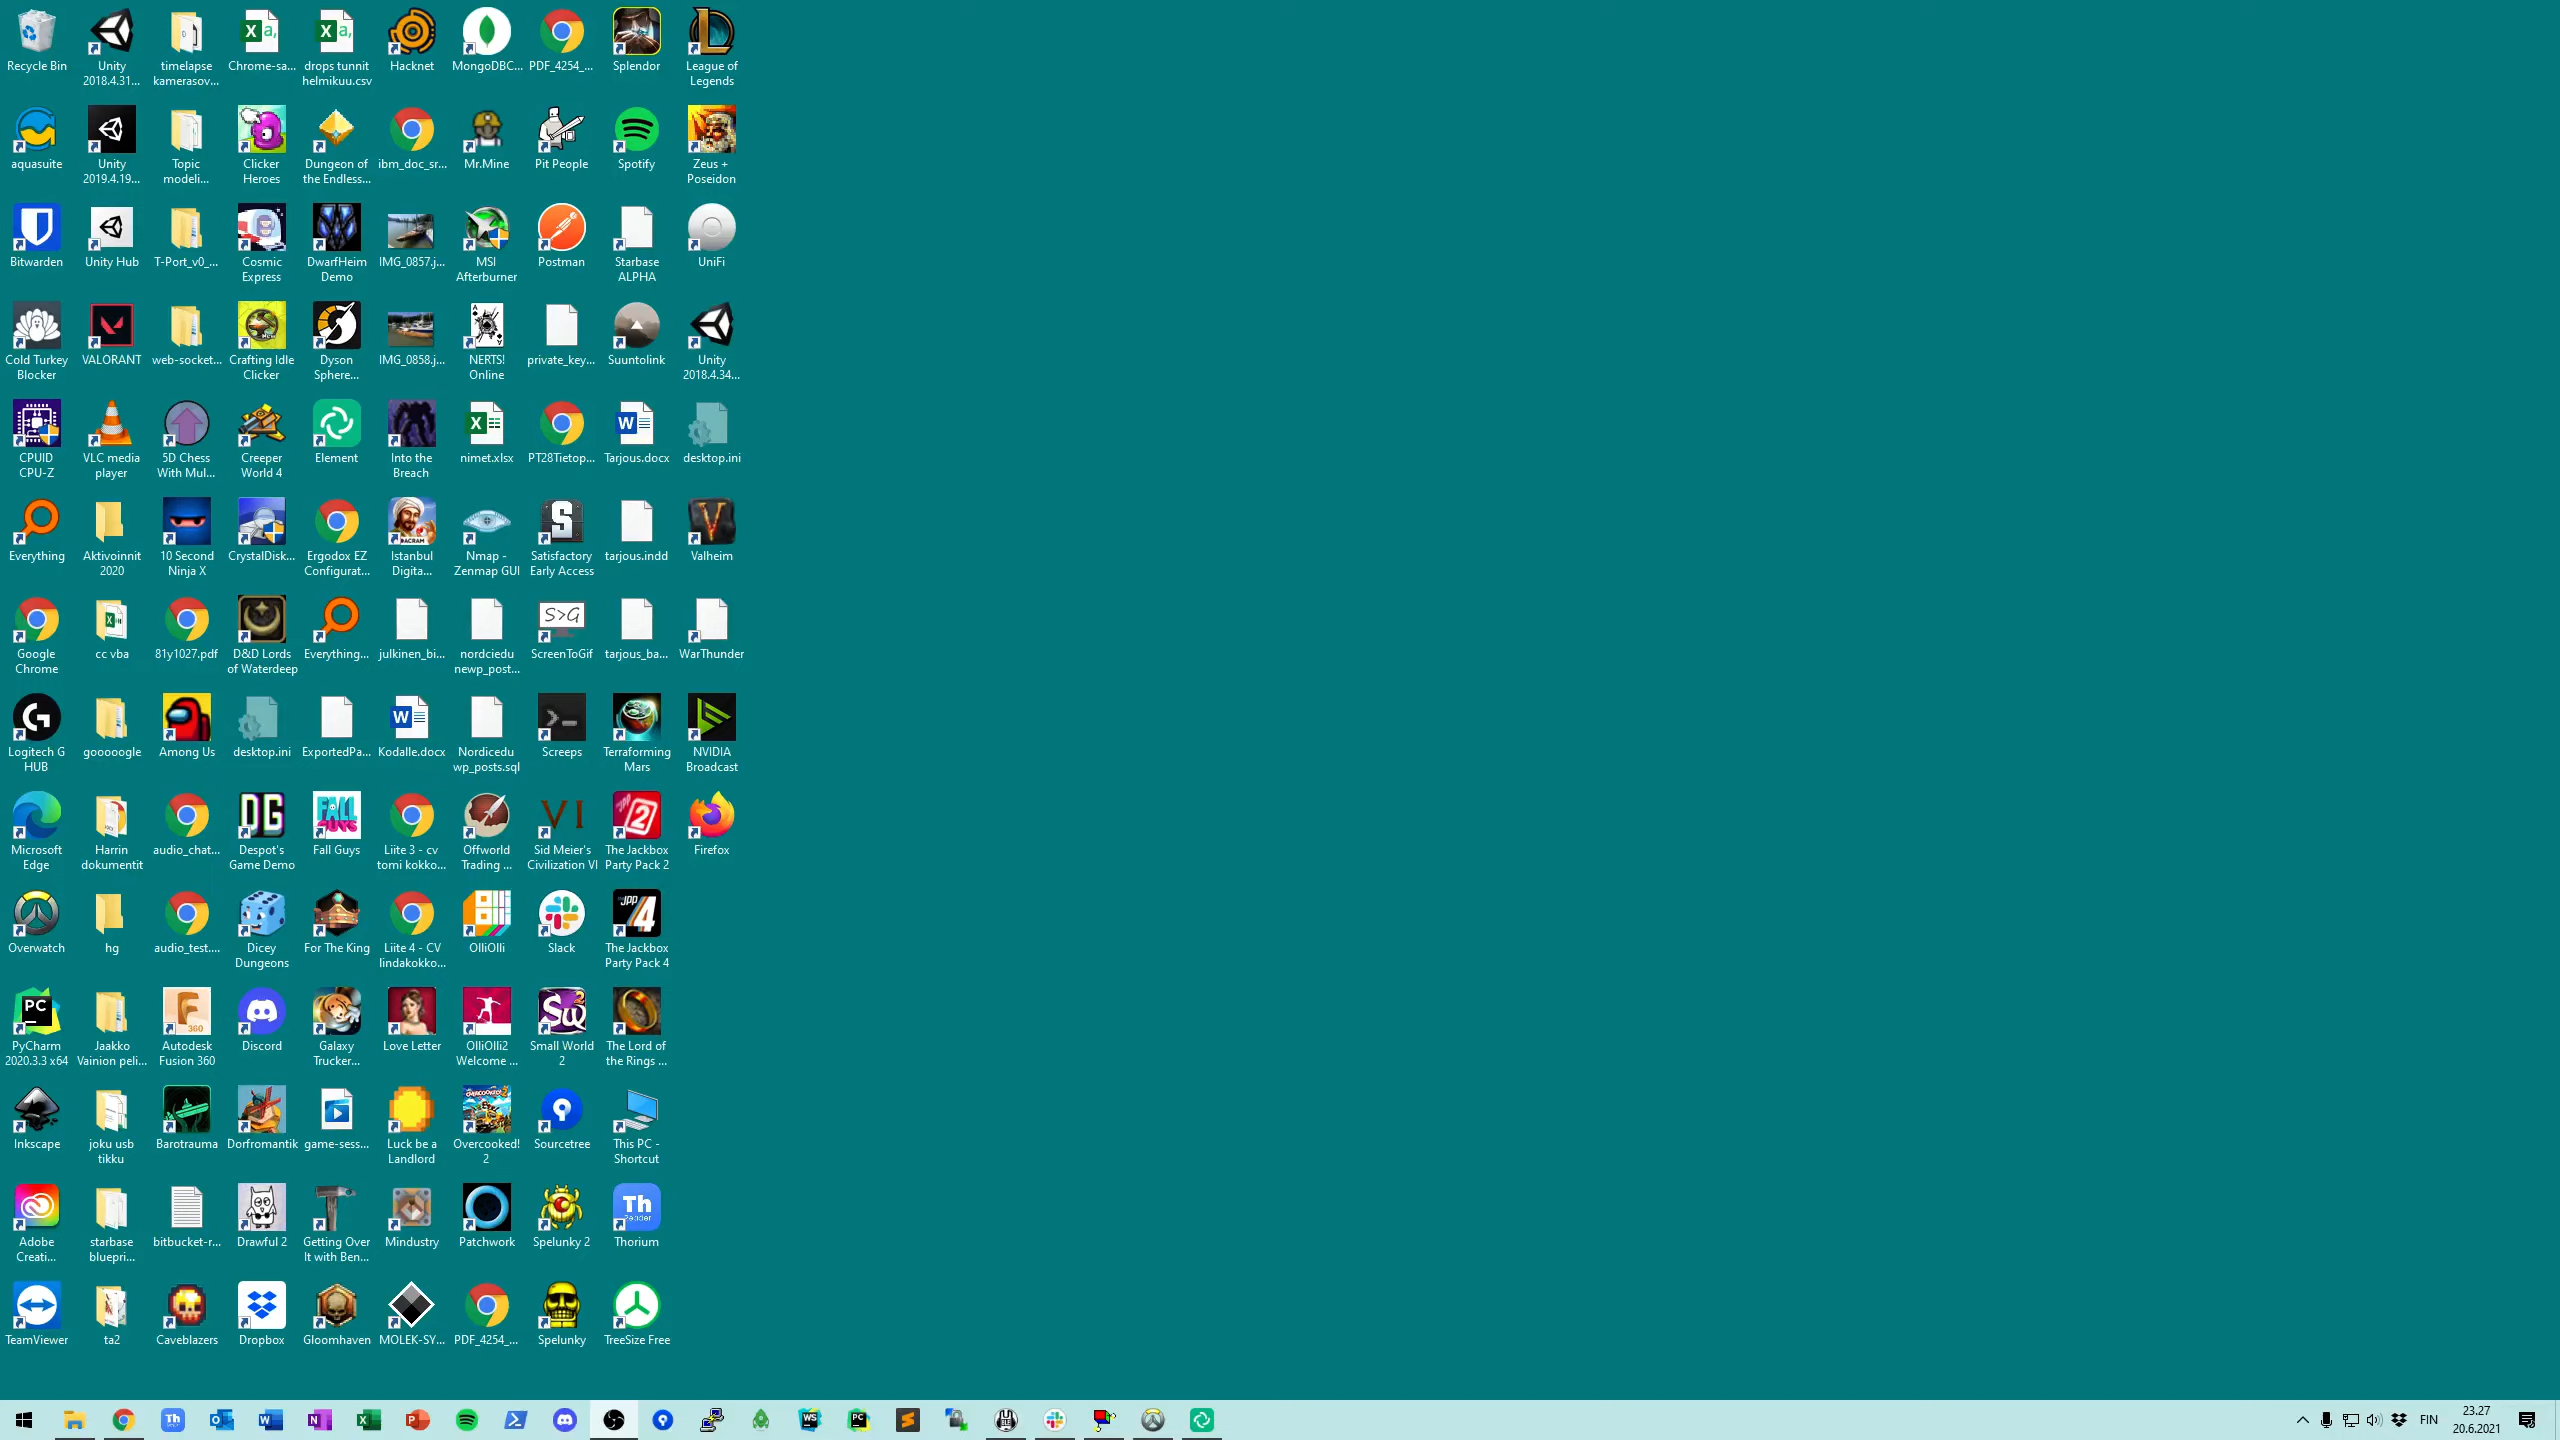 Recycle Bin
Unity
2018.4.31...
timelapse
kamerasov...
Chrome-sa...
drops tunnit
helmikuu.csv
Hacknet
MongoDBC...
PDF_4254_...
Splendor
League of
Legends
aquasuite
Unity
2019.4.19...
Topic
modeli...
Clicker
Heroes
Dungeon of
the Endless...
ibm_doc_sr...
Mr.Mine
Pit People
Spotify
Zeus +
Poseidon
Bitwarden
Unity Hub
T-Port_v0_...
Cosmic
Express
DwarfHeim
Demo
IMG_0857.j...
MSI
Afterburner
Postman
Starbase
ALPHA
UniFi
Cold Turkey
Blocker
VALORANT
web-socket...
Crafting Idle
Clicker
Dyson
Sphere...
IMG_0858.j...
NERTS!
Online
private_key...
Suuntolink
Unity
2018.4.34...
CPUID
CPU-Z
VLC media
player
5D Chess
With Mul...
Creeper
World 4
Element
Into the
Breach
nimet.xlsx
PT28Tietop...
Tarjous.docx
desktop.ini
Everything
Aktivoinnit
2020
10 Second
Ninja X
CrystalDisk...
Ergodox EZ
Configurat...
Istanbul
Digita...
Nmap -
Zenmap GUI
Satisfactory
Early Access
tarjous.indd
Valheim
Google
Chrome
cc vba
81y1027.pdf
D&D Lords
of Waterdeep
Everything...
julkinen_bi...
nordciedu
newp_post...
S>G
ScreenToGif
tarjous_ba...
WarThunder
Logitech G
HUB
gooooogle
Among Us
desktop.ini
ExportedPa...
Kodalle.docx
Nordicedu
wp_posts.sql
Screeps
Terraforming
Mars
NVIDIA
Broadcast
Microsoft
Edge
Harrin
dokumentit
audio_chat...
DG
Despot's
Game Demo
FALL
GUYS
Fall Guys
Liite 3 - cv
tomi kokko...
Offworld
Trading ...
VI
Sid Meier's
Civilization VI
The Jackbox
Party Pack 2
Firefox
Overwatch
hg
audio_test....
Dicey
Dungeons
For The King
Liite 4 - CV
lindakokko...
OlliOlli
Slack
JPP
4
The Jackbox
Party Pack 4
PC
PyCharm
2020.3.3 x64
Jaakko
Vainion peli...
360
Autodesk
Fusion 360
Discord
Galaxy
Trucker...
Love Letter
OlliOlli2
Welcome ...
SW2
Small World
2
The Lord of
the Rings ...
Inkscape
joku usb
tikku
Barotrauma
Dorfromantik
game-sess...
Luck be a
Landlord
Overcooked!
2
Sourcetree
This PC -
Shortcut
Adobe
Creati...
starbase
bluepri...
bitbucket-r...
Drawful 2
Getting Over
It with Ben...
Mindustry
Patchwork
Spelunky 2
Th
Reader
Thorium
TeamViewer
ta2
Caveblazers
Dropbox
Gloomhaven
MOLEK-SY...
PDF_4254_...
Spelunky
TreeSize Free
FIN
23.27
20.6.2021